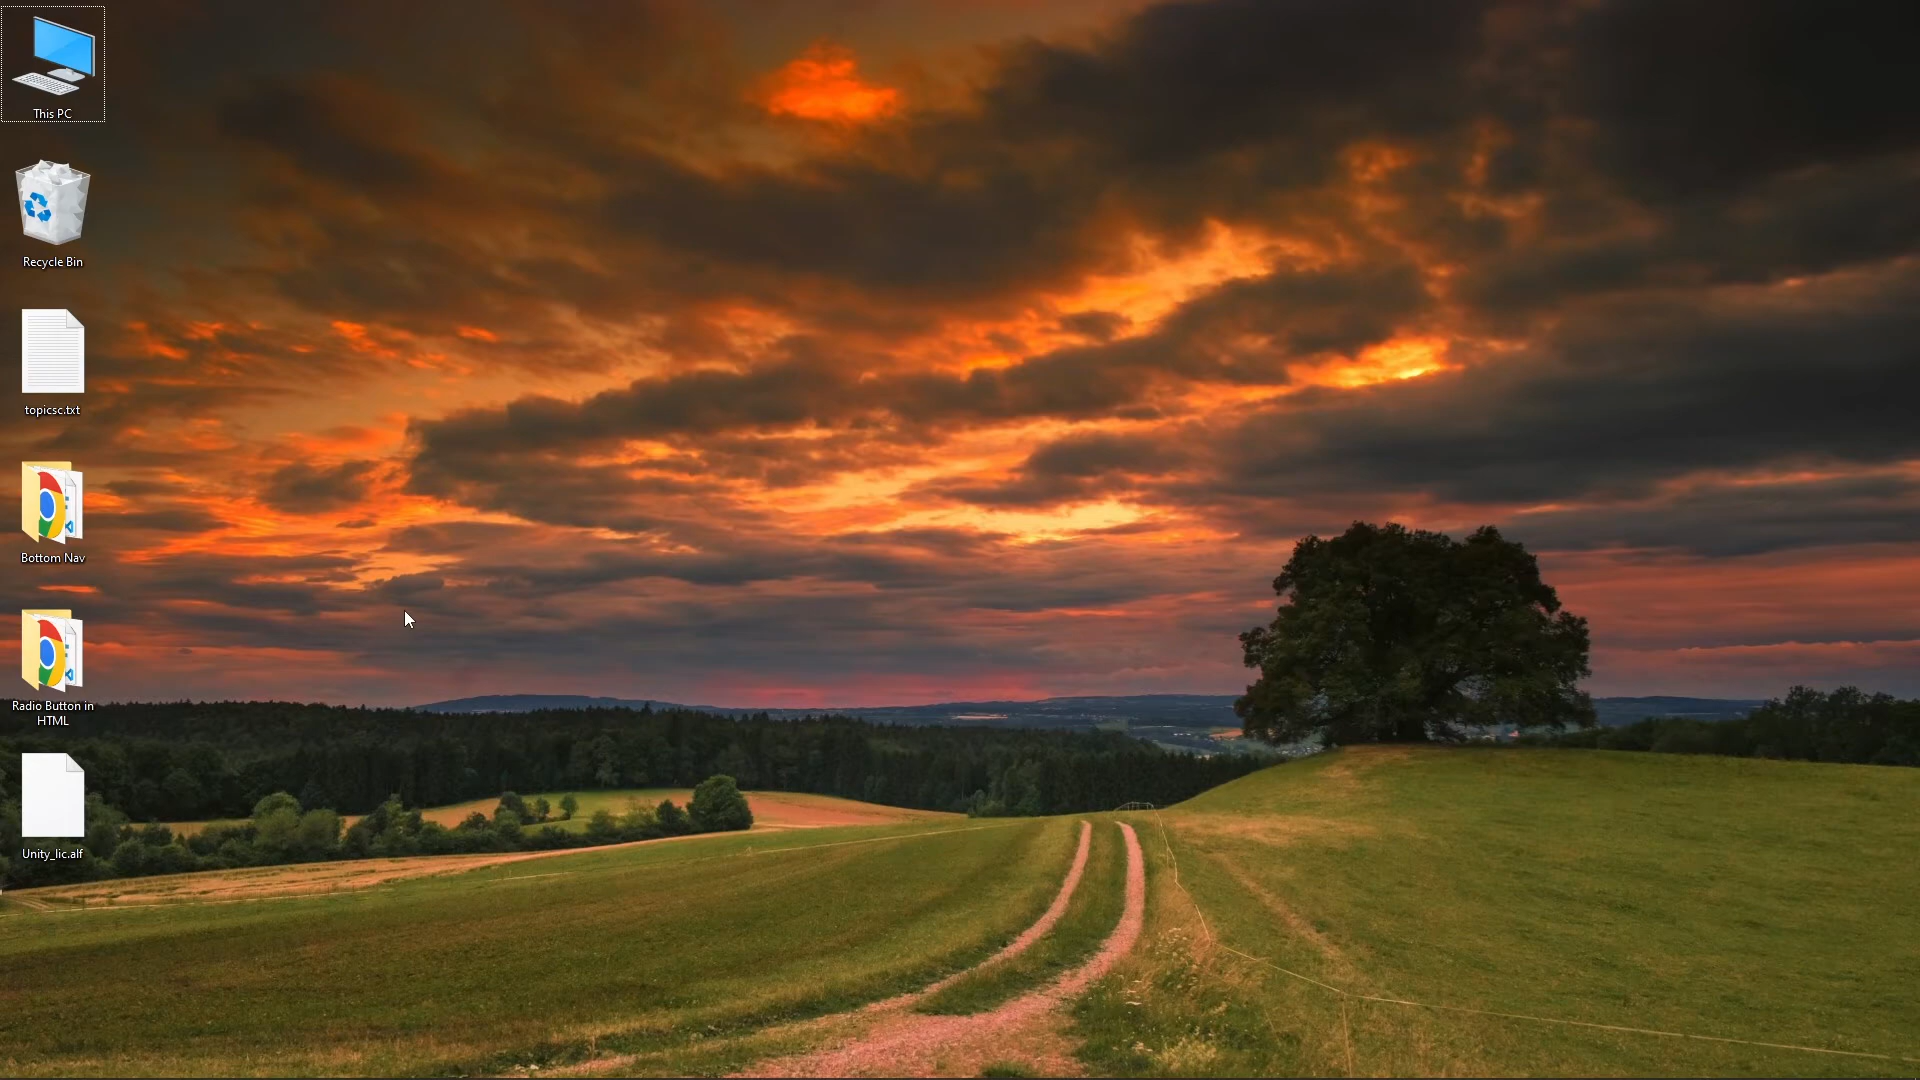 This PC
Recycle Bin
topicsc.txt
Bottom Nav
Radio Button in
HTML
Unity_lic.alf